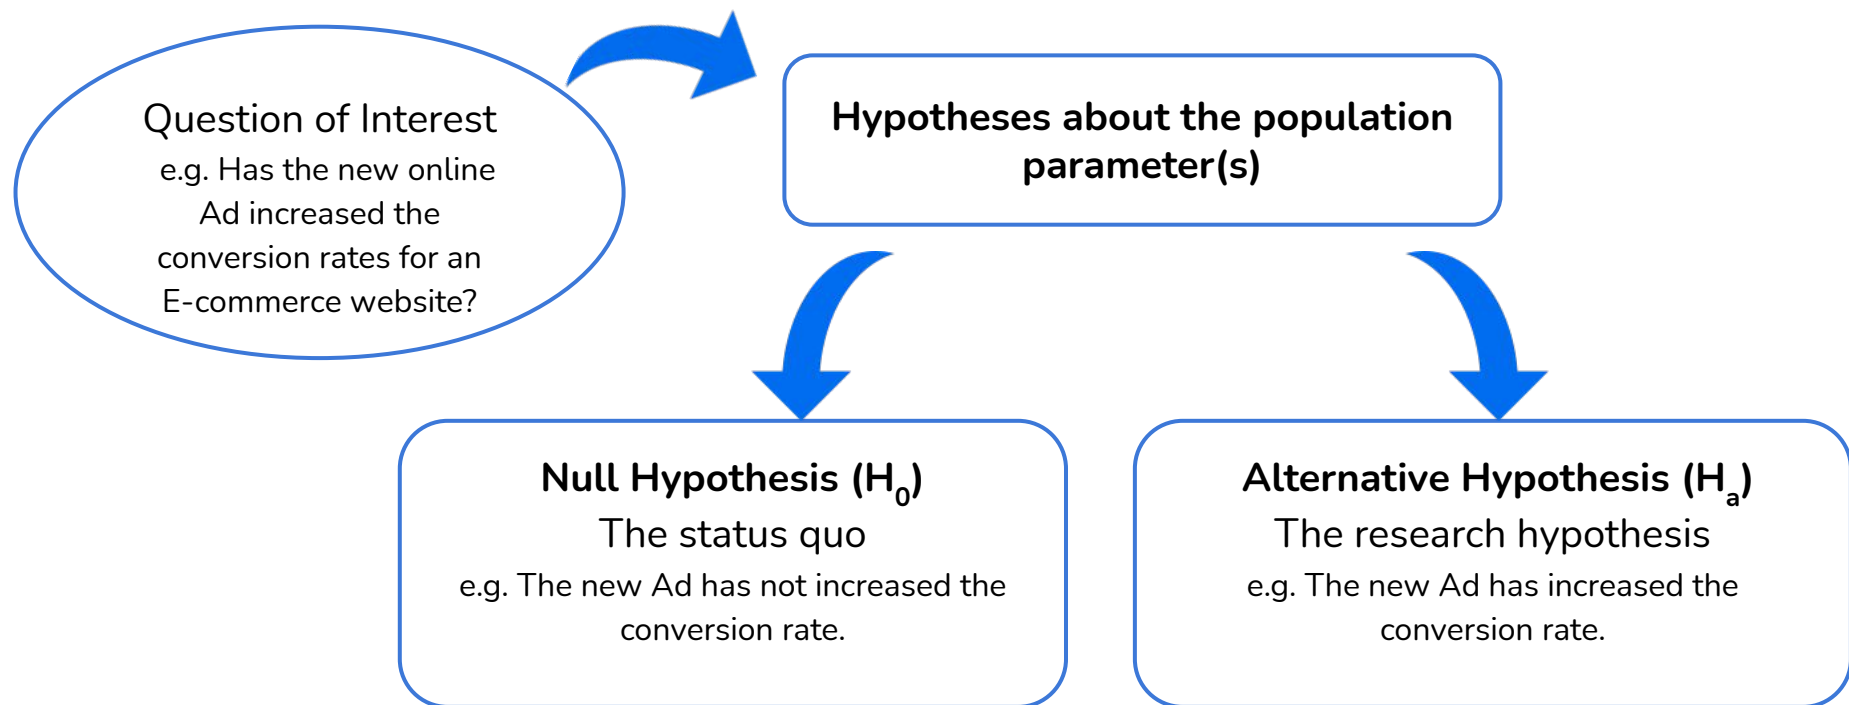 Question of Interest
e.g. Has the new online
Ad increased the
conversion rates for an
E-commerce website?
Hypotheses about the population
parameter(s)
Null Hypothesis (H0)
The status quo
e.g. The new Ad has not increased the
conversion rate.
Alternative Hypothesis (Ha)
The research hypothesis
e.g. The new Ad has increased the
conversion rate.